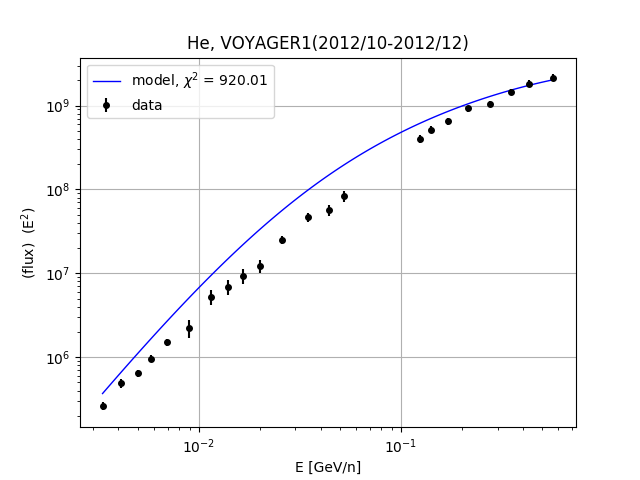 He, VOYAGER1(2012/10-2012/12)
model, χ² = 920.01
data
(flux) (E²)
10⁹
10⁸
10⁷
10⁶
10⁻²
10⁻¹
E [GeV/n]